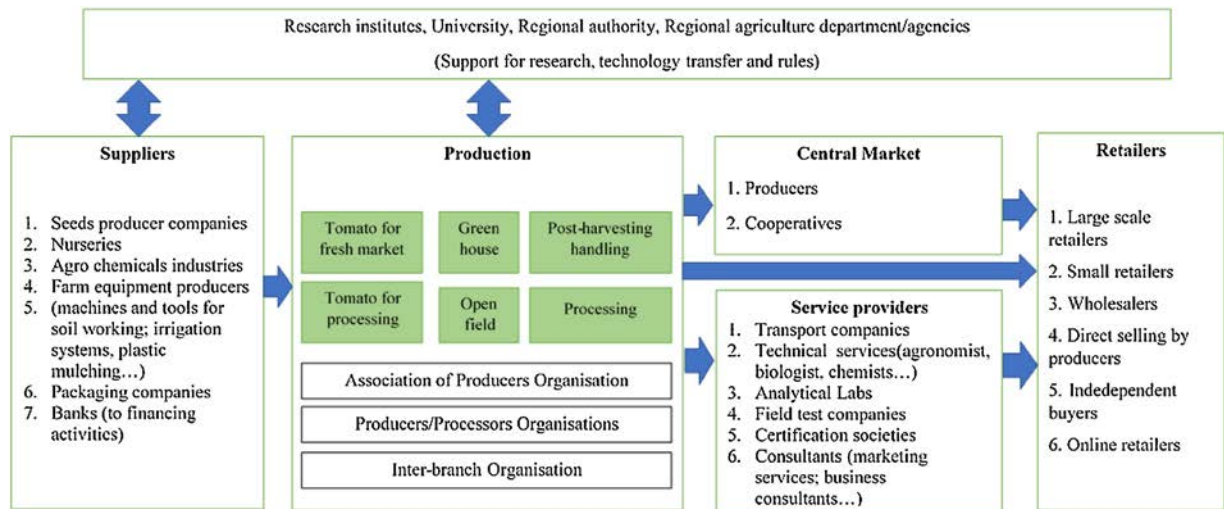 Research institutes, University, Regional authority, Regional agriculture department/agencies
(Support for research, technology transfer and rules)
Suppliers
1. Seeds producer companies
2. Nurseries
3. Agro chemicals industries
4. Farm equipment producers
5. (machines and tools for
soil working; irrigation
systems, plastic
mulching…)
6. Packaging companies
7. Banks (to financing
activities)
Production
Tomato for
fresh market
Green
house
Post-harvesting
handling
Tomato for
processing
Open
field
Processing
Association of Producers Organisation
Producers/Processors Organisations
Inter-branch Organisation
Central Market
1. Producers
2. Cooperatives
Service providers
1. Transport companies
2. Technical services(agronomist,
biologist, chemists…)
3. Analytical Labs
4. Field test companies
5. Certification societies
6. Consultants (marketing
services; business
consultants…)
Retailers
1. Large scale
retailers
2. Small retailers
3. Wholesalers
4. Direct selling by
producers
5. Indedependent
buyers
6. Online retailers